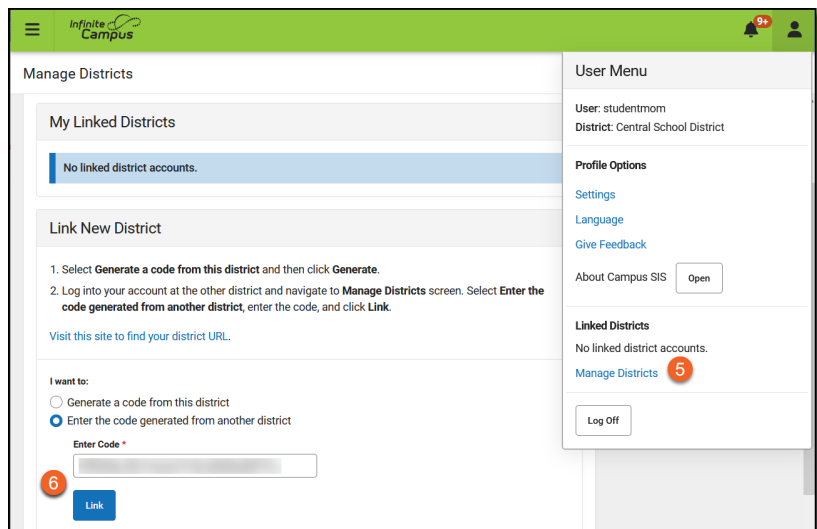 Infinite
Campus
9+
Manage Districts
My Linked Districts
No linked district accounts.
Link New District
1. Select Generate a code from this district and then click Generate.
2. Log into your account at the other district and navigate to Manage Districts screen. Select Enter the
code generated from another district, enter the code, and click Link.
Visit this site to find your district URL.
I want to:
Generate a code from this district
Enter the code generated from another district
Enter Code *
6
Link
User Menu
User: studentmom
District: Central School District
Profile Options
Settings
Language
Give Feedback
About Campus SIS Open
Linked Districts
No linked district accounts.
Manage Districts 5
Log Off